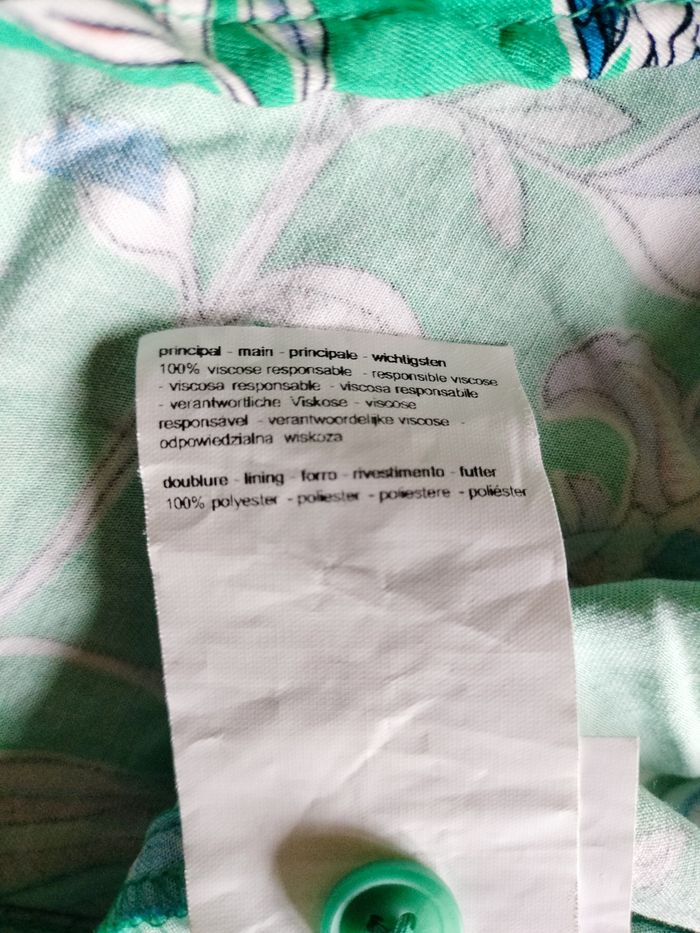 principal - main - principale - wichtigsten
100% viscose responsable - responsible viscose
- viscosa responsable - viscosa responsabile
- verantwortliche Viskose - viscose
responsável - verantwoordelijke viscose -
odpowiedzialna wiskoza
doublure - lining - forro - rivestimento - futter
100% polyester - poliester - poliestere - poliéster